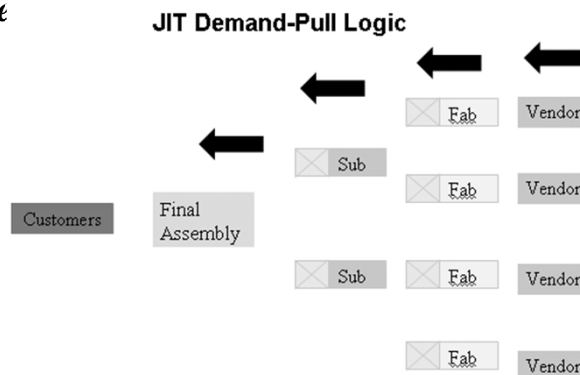 t
JIT Demand-Pull Logic
Fab
Vendor
Sub
Fab
Vendor
Customers
Final
Assembly
Sub
Fab
Vendor
Fab
Vendor